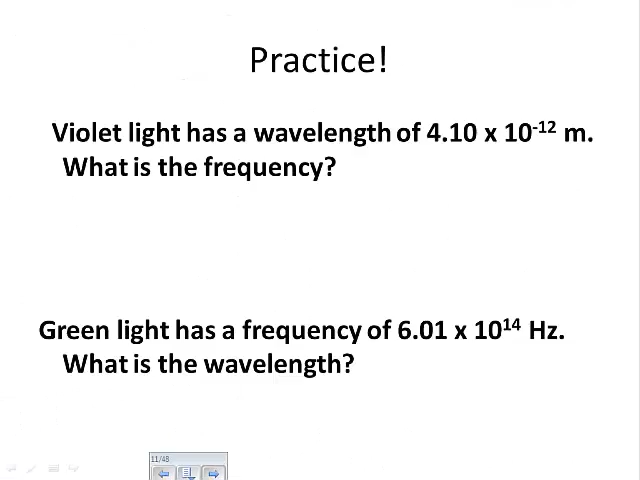 Practice!
Violet light has a wavelength of 4.10 x 10⁻¹² m.
What is the frequency?
Green light has a frequency of 6.01 x 10¹⁴ Hz.
What is the wavelength?
11/48